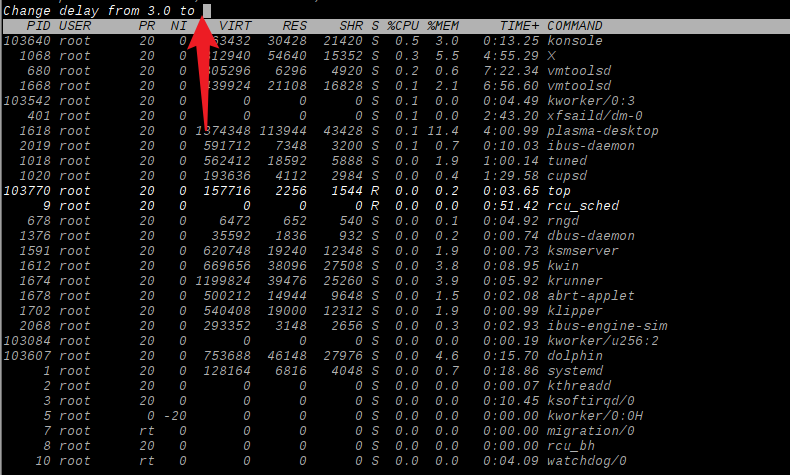 Change delay from 3.0 to
PID USER PR NI VIRT RES SHR S %CPU %MEM TIME+ COMMAND
103640 root 20 0 30428 21420 S 0.5 3.0 0:13.25 konsole
1068 root 20 0 54640 15352 S 0.3 5.5 4:55.29 X
680 root 20 0 6296 4920 S 0.2 0.6 7:22.34 vmtoolsd
1668 root 20 0 21108 16828 S 0.1 2.1 6:56.60 vmtoolsd
103542 root 20 0 0 0 0 S 0.1 0.0 0:04.49 kworker/0:3
401 root 20 0 0 0 0 S 0.1 0.0 2:43.20 xfsaild/dm-0
1618 root 20 0 1374348 113944 43428 S 0.1 11.4 4:00.99 plasma-desktop
2019 root 20 0 591712 7348 3200 S 0.1 0.7 0:10.03 ibus-daemon
1018 root 20 0 562412 18592 5888 S 0.0 1.9 1:00.14 tuned
1020 root 20 0 193636 4112 2984 S 0.0 0.4 1:29.58 cupsd
103770 root 20 0 157716 2256 1544 R 0.0 0.2 0:03.65 top
9 root 20 0 0 0 0 R 0.0 0.0 0:51.42 rcu_sched
678 root 20 0 6472 652 540 S 0.0 0.1 0:04.92 rngd
1376 root 20 0 35592 1836 932 S 0.0 0.2 0:00.74 dbus-daemon
1591 root 20 0 620748 19240 12348 S 0.0 1.9 0:00.73 ksmserver
1612 root 20 0 669656 38096 27508 S 0.0 3.8 0:08.95 kwin
1674 root 20 0 1199824 39476 25260 S 0.0 3.9 0:05.92 krunner
1678 root 20 0 500212 14944 9648 S 0.0 1.5 0:02.08 abrt-applet
1702 root 20 0 540408 19000 12312 S 0.0 1.9 0:00.99 klipper
2068 root 20 0 293352 3148 2656 S 0.0 0.3 0:02.93 ibus-engine-sim
103084 root 20 0 0 0 0 S 0.0 0.0 0:00.19 kworker/u256:2
103607 root 20 0 753688 46148 27976 S 0.0 4.6 0:15.70 dolphin
1 root 20 0 128164 6816 4048 S 0.0 0.7 0:18.86 systemd
2 root 20 0 0 0 0 S 0.0 0.0 0:00.07 kthreadd
3 root 20 0 0 0 0 S 0.0 0.0 0:10.45 ksoftirqd/0
5 root 0 -20 0 0 0 S 0.0 0.0 0:00.00 kworker/0:0H
7 root rt 0 0 0 0 S 0.0 0.0 0:00.00 migration/0
8 root 20 0 0 0 0 S 0.0 0.0 0:00.00 rcu_bh
10 root rt 0 0 0 0 S 0.0 0.0 0:04.09 watchdog/0